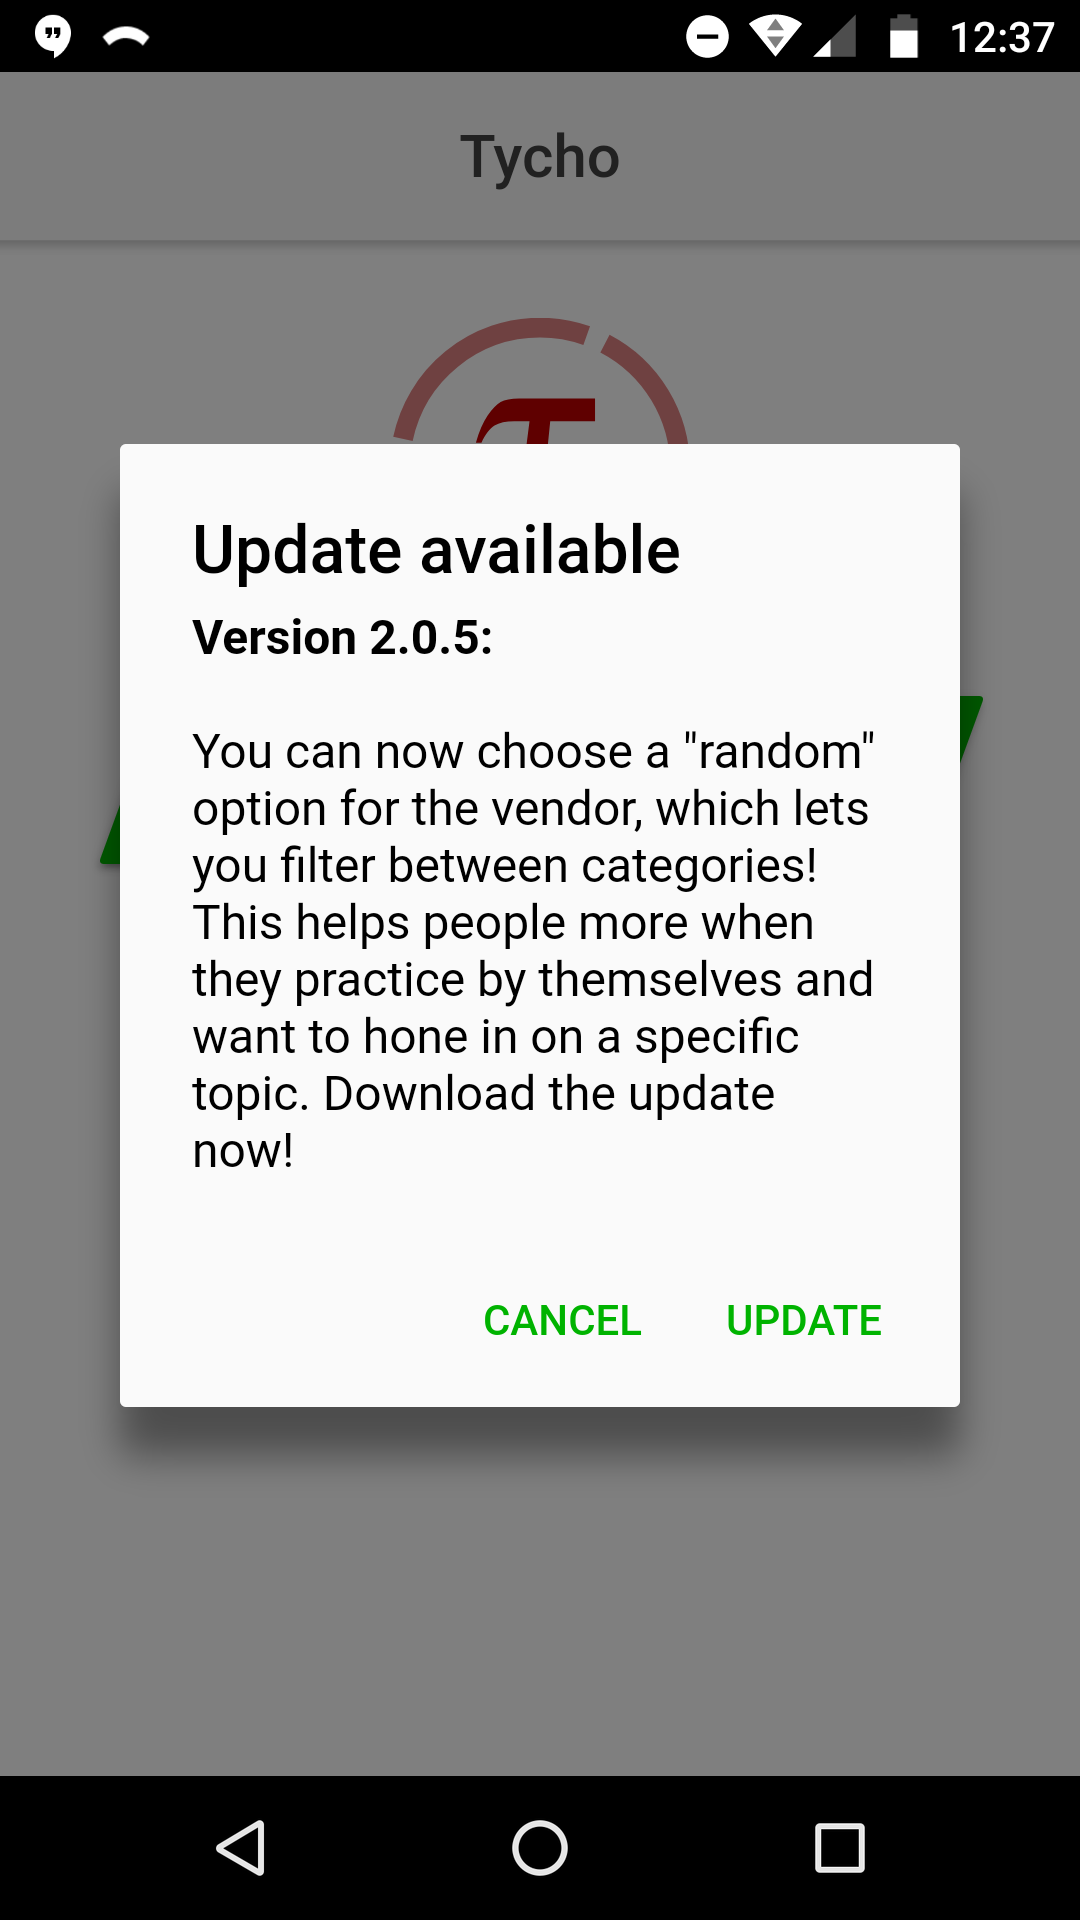 12:37
Tycho
Update available
Version 2.0.5:
You can now choose a "random"
option for the vendor, which lets
you filter between categories!
This helps people more when
they practice by themselves and
want to hone in on a specific
topic. Download the update
now!
CANCEL UPDATE